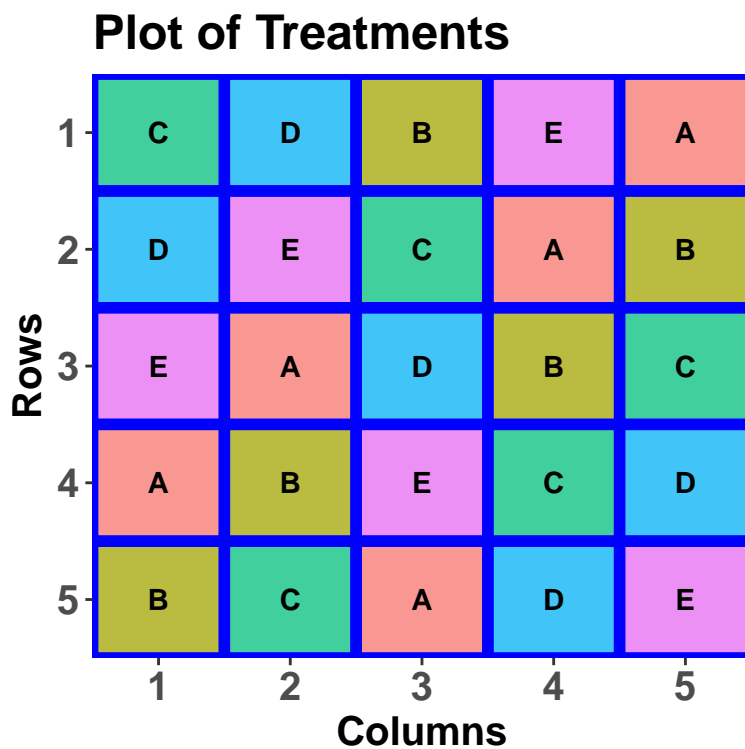 Plot of Treatments
1 C D B E A
2 D E C A B
Rows
3 E A D B C
4 A B E C D
5 B C A D E
1 2 3 4 5
Columns